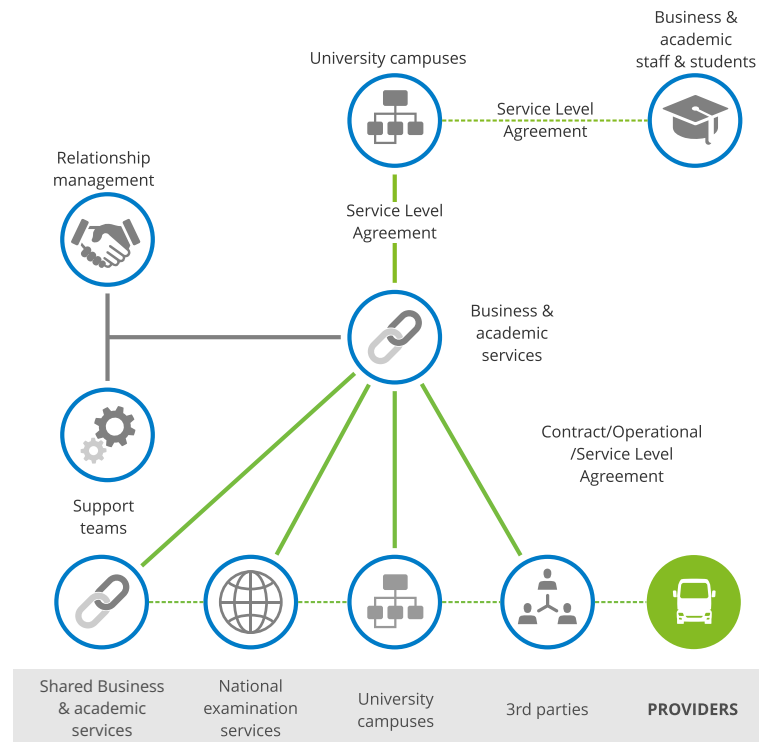 Business &
academic
staff & students
University campuses
Service Level
Agreement
Relationship
management
Service Level
Agreement
Business &
academic
services
Contract/Operational
/Service Level
Agreement
Support
teams
Shared Business
& academic
services
National
examination
services
University
campuses
3rd parties
PROVIDERS